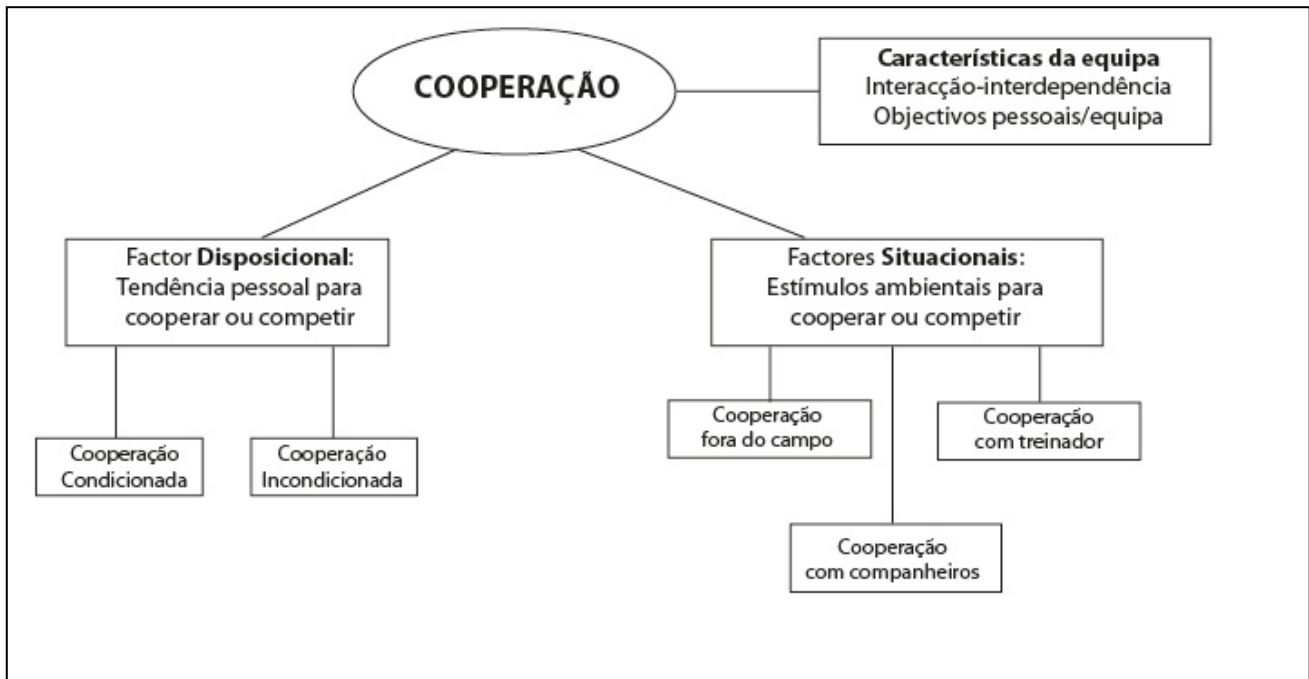 COOPERAÇÃO
Características da equipa
Interacção-interdependência
Objectivos pessoais/equipa
Factor Disposicional:
Tendência pessoal para
cooperar ou competir
Factores Situacionais:
Estímulos ambientais para
cooperar ou competir
Cooperação
Condicionada
Cooperação
Incondicionada
Cooperação
fora do campo
Cooperação
com companheiros
Cooperação
com treinador